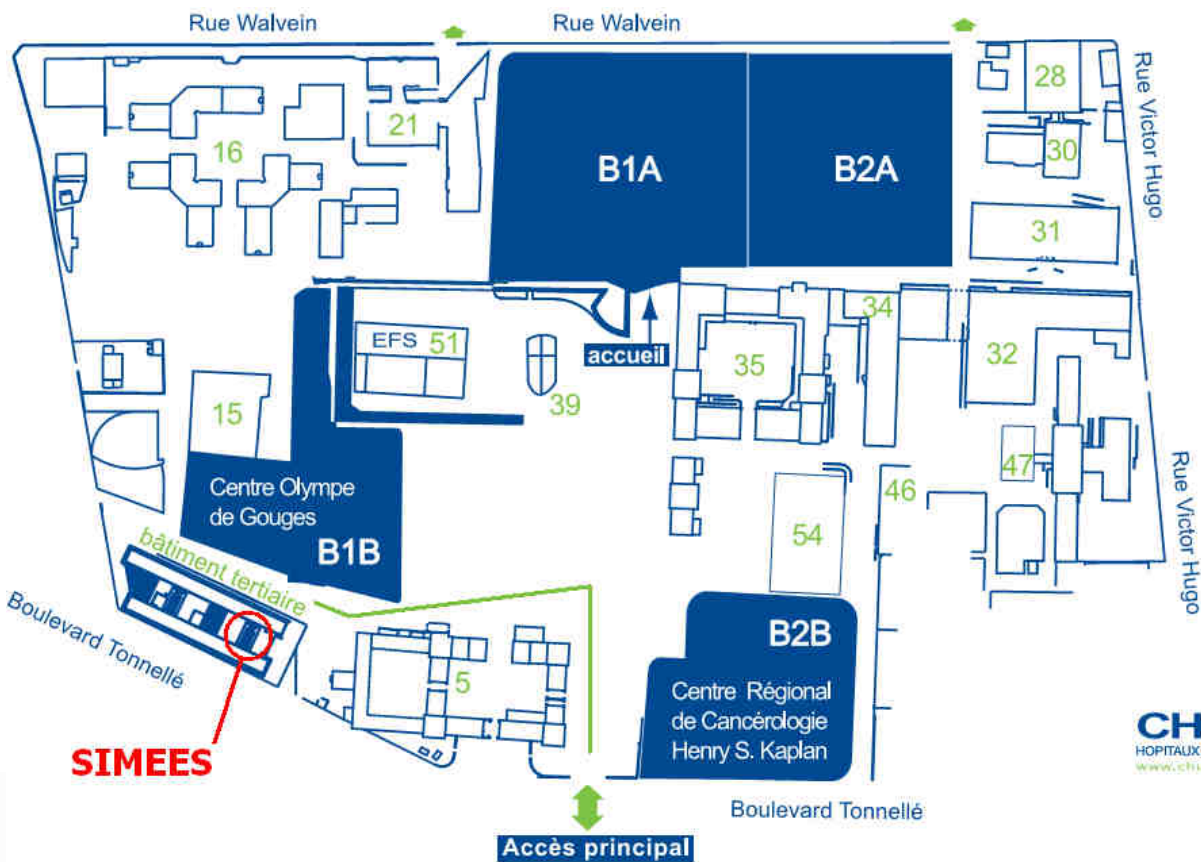 Rue Walvein
Rue Walvein
Rue Victor Hugo
28
21
16
B1A
B2A
30
31
34
EFS 51
accueil
35
32
39
15
47
46
Rue Victor Hugo
Centre Olympe
de Gouges
B1B
54
bâtiment tertiaire
Boulevard Tonnellé
B2B
5
Centre Régional
de Cancérologie
Henry S. Kaplan
SIMEES
CH
HOPITAUX
www.chu
Boulevard Tonnellé
Accès principal